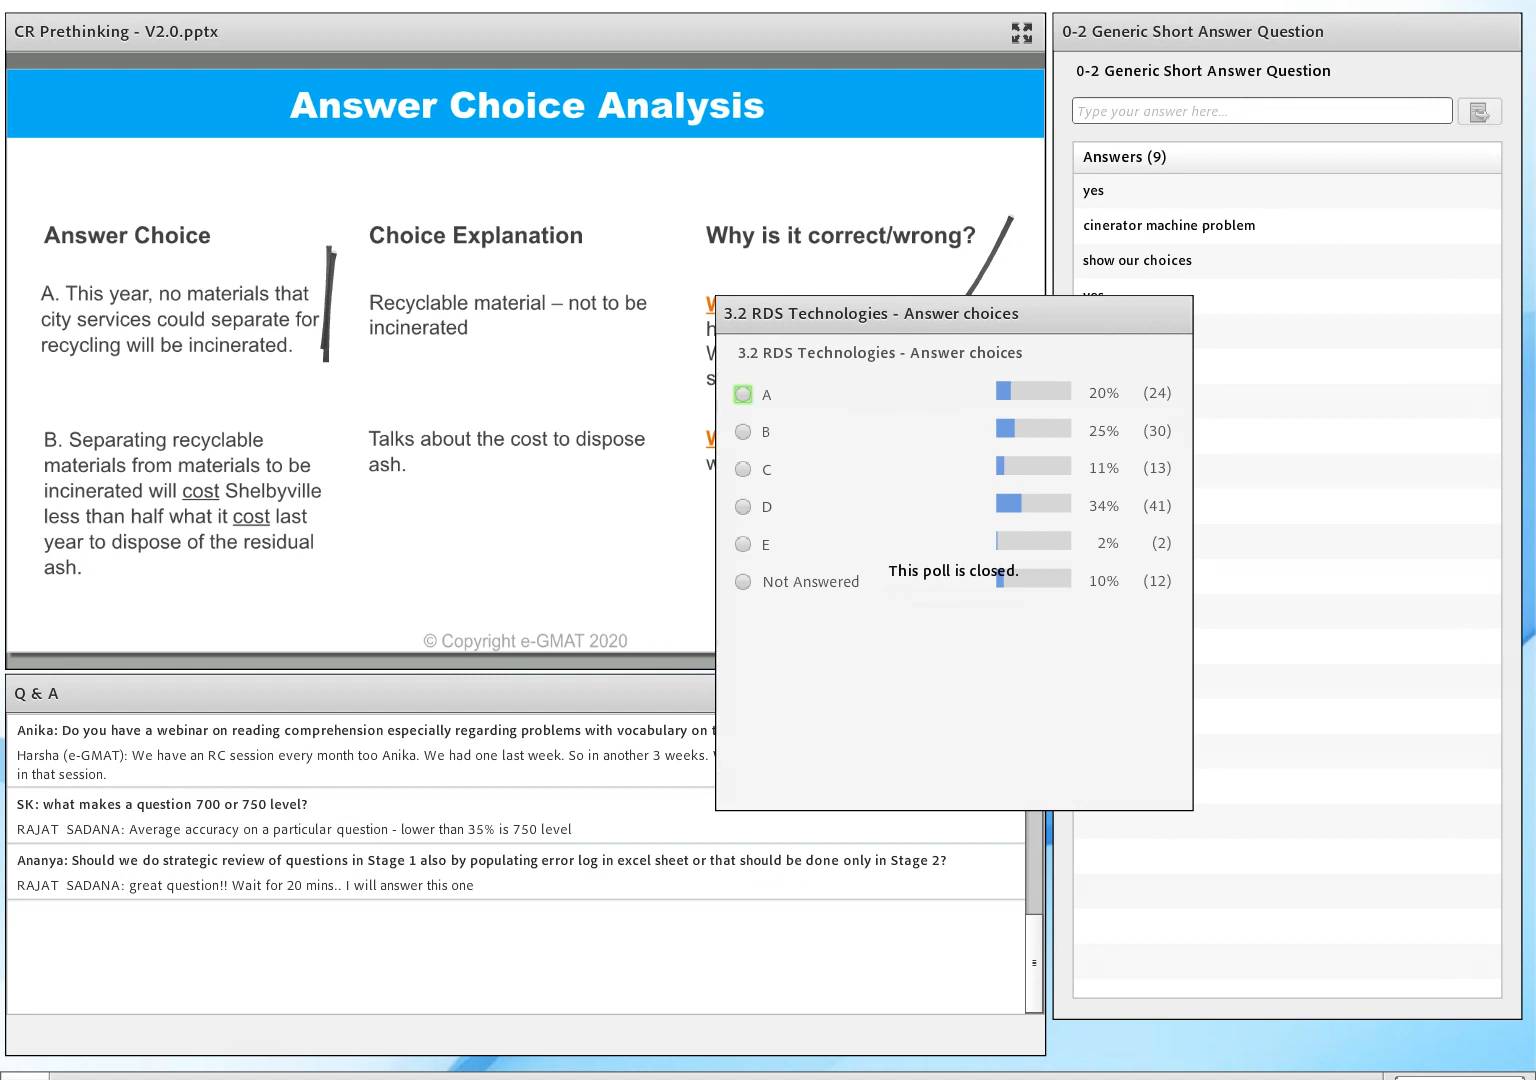 CR Prethinking - V2.0.pptx
Answer Choice Analysis
Answer Choice
Choice Explanation
Why is it correct/wrong?
A. This year, no materials that
city services could separate for
recycling will be incinerated.
Recyclable material – not to be
incinerated
B. Separating recyclable
materials from materials to be
incinerated will cost Shelbyville
less than half what it cost last
year to dispose of the residual
ash.
Talks about the cost to dispose
ash.
© Copyright e-GMAT 2020
3.2 RDS Technologies - Answer choices
3.2 RDS Technologies - Answer choices
A 20% (24)
B 25% (30)
C 11% (13)
D 34% (41)
E 2% (2)
This poll is closed.
Not Answered 10% (12)
0-2 Generic Short Answer Question
0-2 Generic Short Answer Question
Type your answer here...
Answers (9)
yes
cinerator machine problem
show our choices
Q & A
Anika: Do you have a webinar on reading comprehension especially regarding problems with vocabulary on
Harsha (e-GMAT): We have an RC session every month too Anika. We had one last week. So in another 3 weeks.
in that session.
SK: what makes a question 700 or 750 level?
RAJAT SADANA: Average accuracy on a particular question - lower than 35% is 750 level
Ananya: Should we do strategic review of questions in Stage 1 also by populating error log in excel sheet or that should be done only in Stage 2?
RAJAT SADANA: great question!! Wait for 20 mins.. I will answer this one